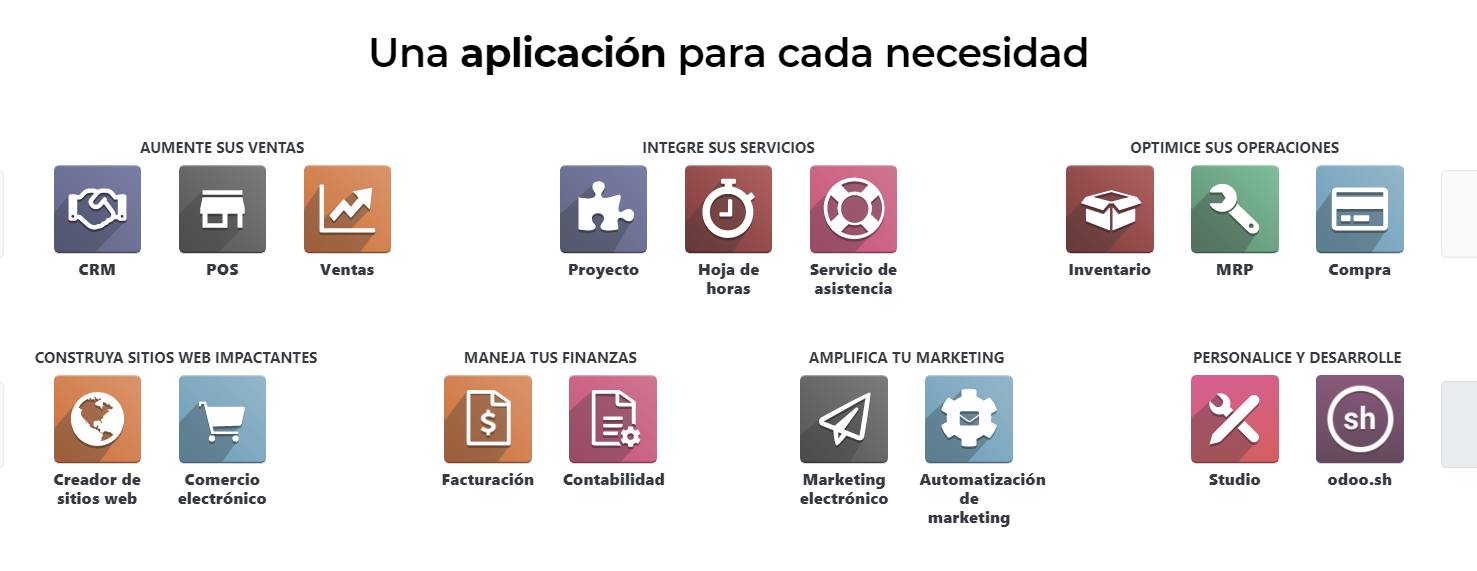 Una aplicación para cada necesidad
AUMENTE SUS VENTAS
CRM
POS
Ventas
INTEGRE SUS SERVICIOS
Proyecto
Hoja de
horas
Servicio de
asistencia
OPTIMICE SUS OPERACIONES
Inventario
MRP
Compra
CONSTRUYA SITIOS WEB IMPACTANTES
Creador de
sitios web
Comercio
electrónico
MANEJA TUS FINANZAS
$
Facturación
Contabilidad
AMPLIFICA TU MARKETING
Marketing
electrónico
Automatización
de
marketing
PERSONALICE Y DESARROLLE
Studio
sh
odoo.sh